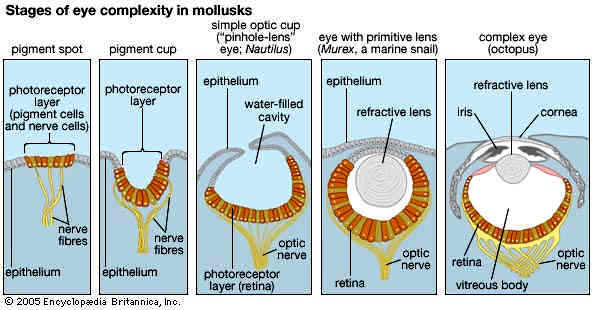 Stages of eye complexity in mollusks
pigment spot
photoreceptor
layer
(pigment cells
and nerve cells)
nerve
fibres
epithelium
pigment cup
photoreceptor
layer
nerve
fibres
epithelium
simple optic cup
("pinhole-lens"
eye; Nautilus)
epithelium
water-filled
cavity
optic
nerve
photoreceptor
layer (retina)
eye with primitive lens
(Murex, a marine snail)
epithelium
refractive lens
optic
nerve
retina
complex eye
(octopus)
refractive lens
iris
cornea
retina
optic
nerve
vitreous body
© 2005 Encyclopædia Britannica, Inc.